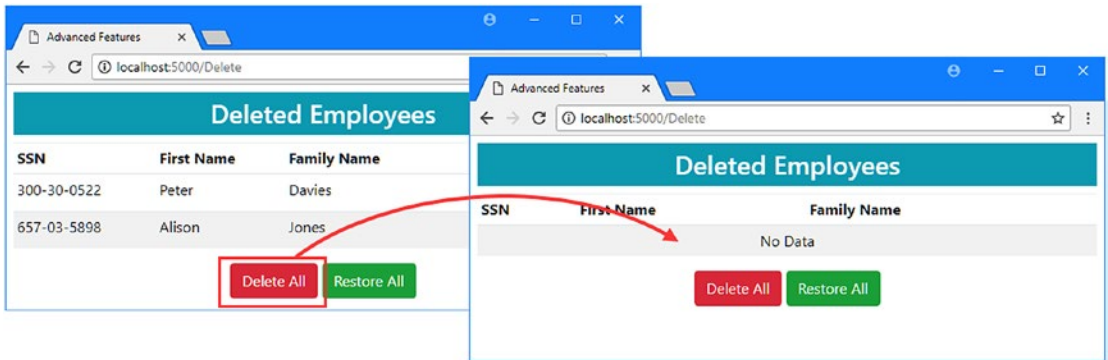 Advanced Features
localhost:5000/Delete
Deleted Employees
SSN First Name Family Name
300-30-0522 Peter Davies
657-03-5898 Alison Jones
Delete All Restore All
Advanced Features
localhost:5000/Delete
Deleted Employees
SSN First Name Family Name
No Data
Delete All Restore All